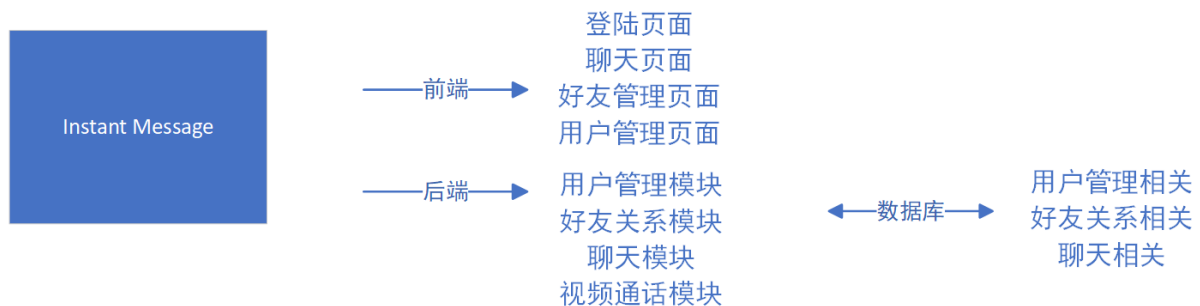 Instant Message
前端
登陆页面
聊天页面
好友管理页面
用户管理页面
后端
用户管理模块
好友关系模块
聊天模块
视频通话模块
数据库
用户管理相关
好友关系相关
聊天相关